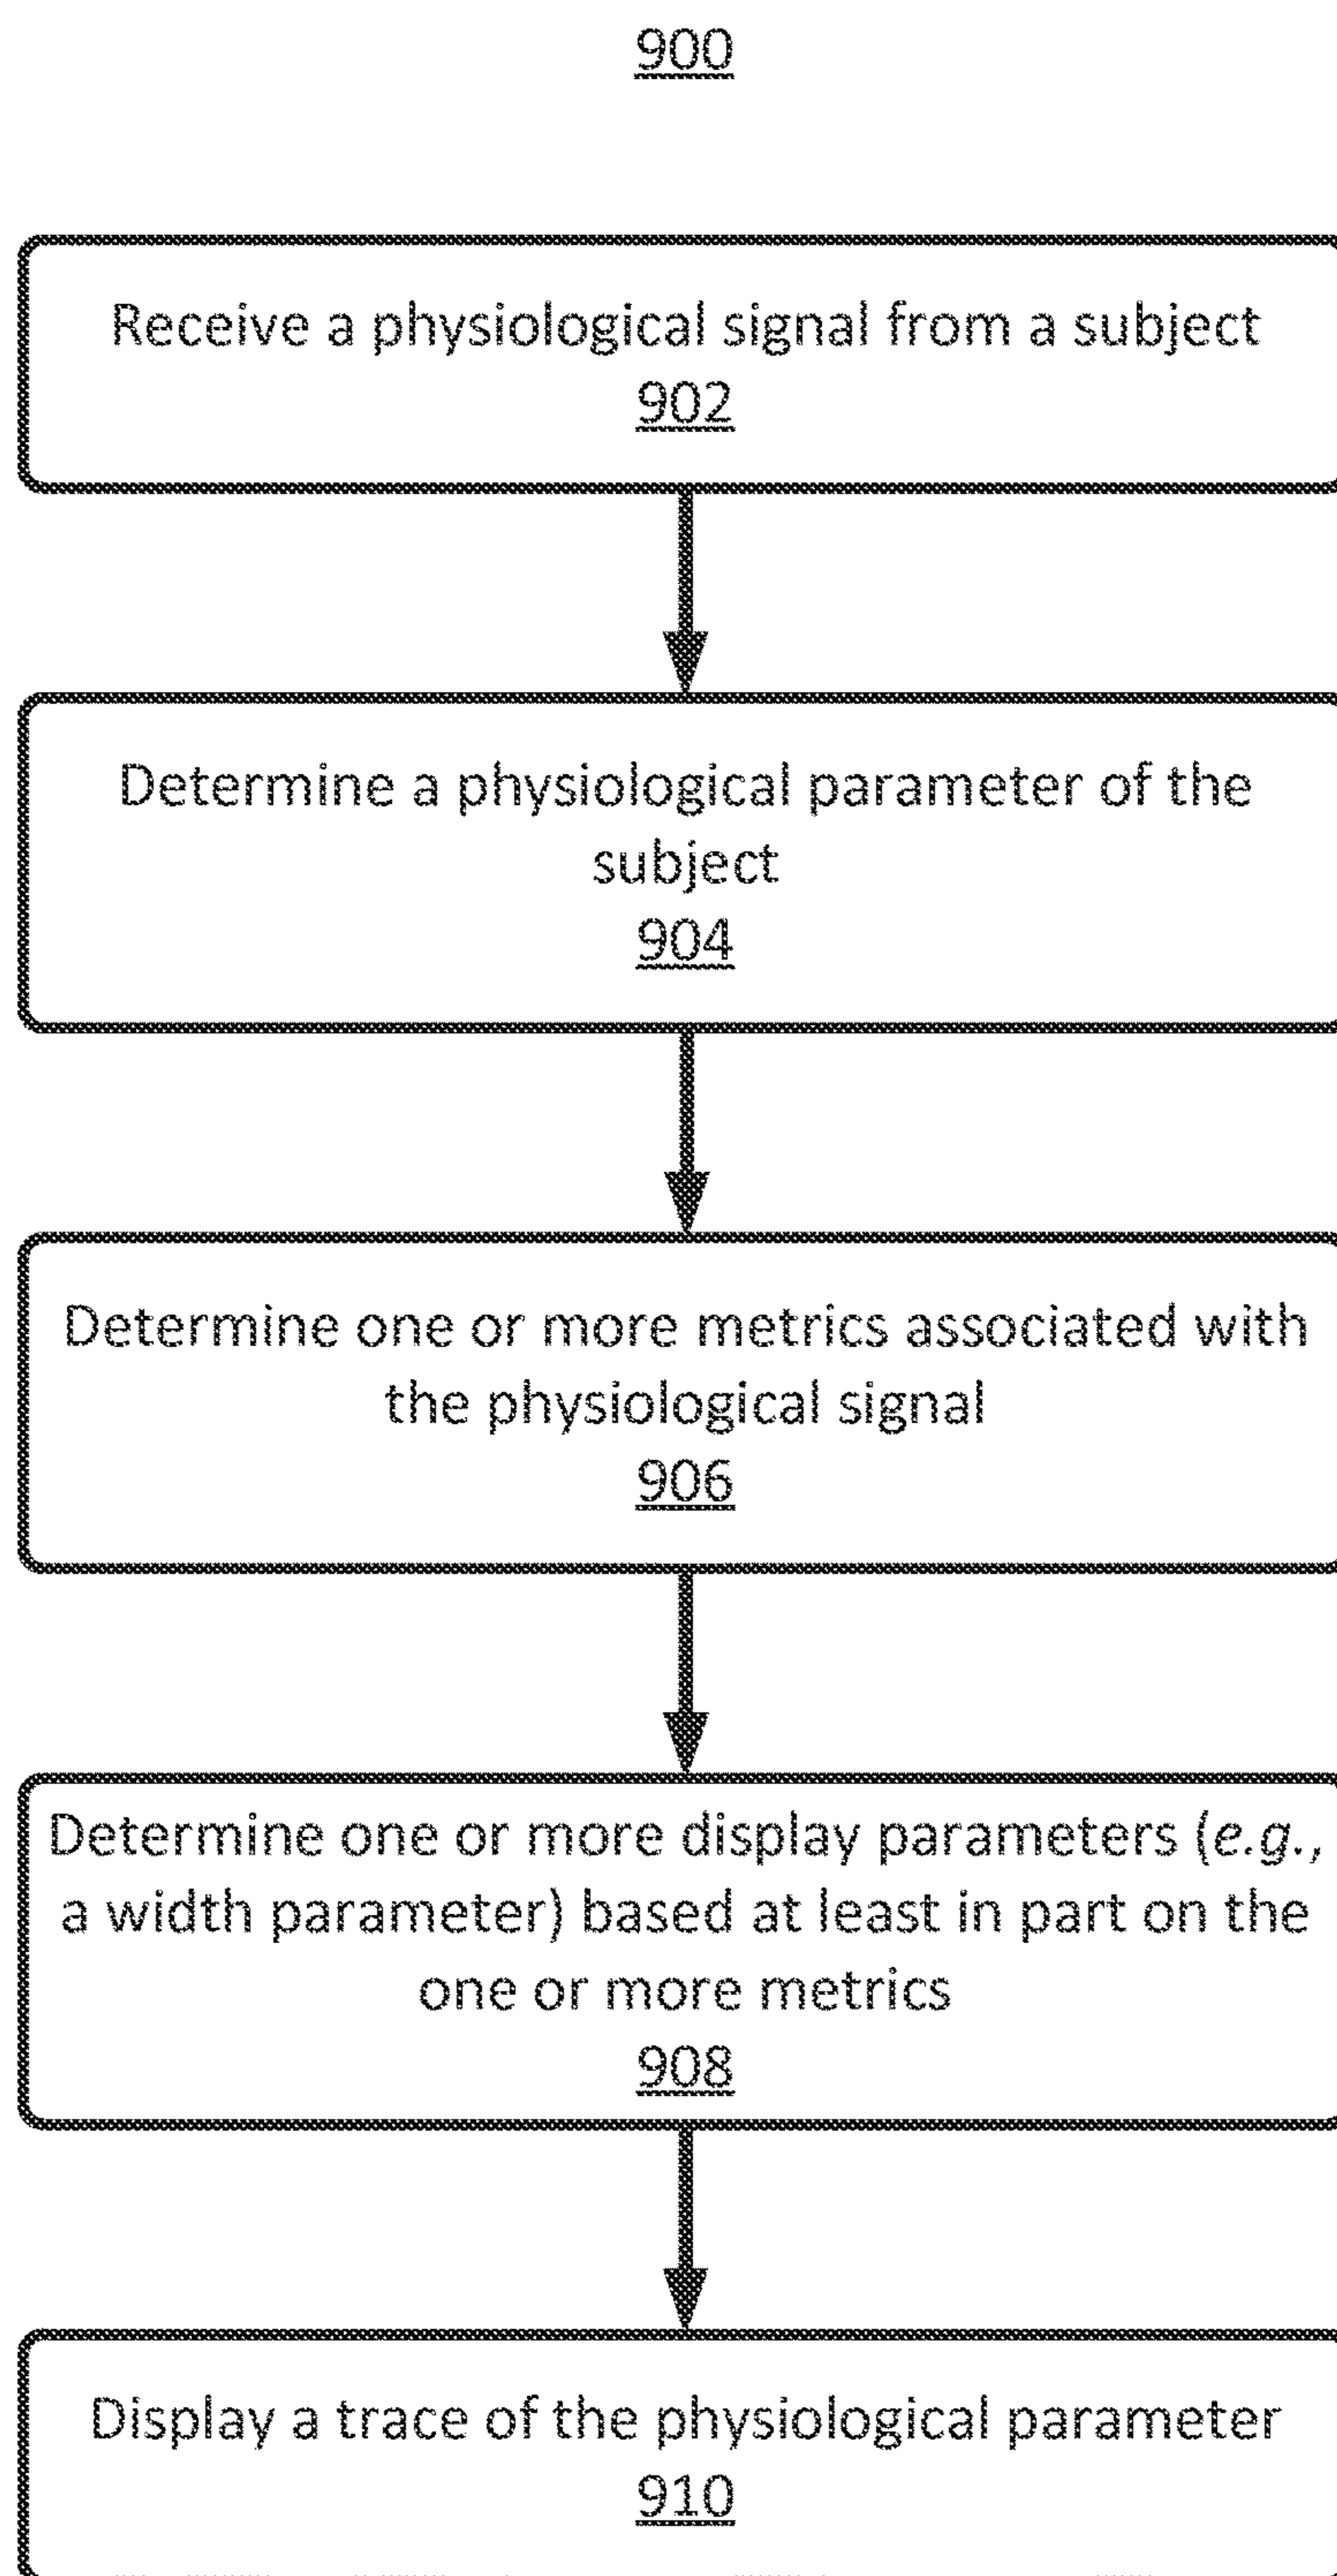 900
Receive a physiological signal from a subject
902
Determine a physiological parameter of the
subject
904
Determine one or more metrics associated with
the physiological signal
906
Determine one or more display parameters (e.g.,
a width parameter) based at least in part on the
one or more metrics
908
Display a trace of the physiological parameter
910